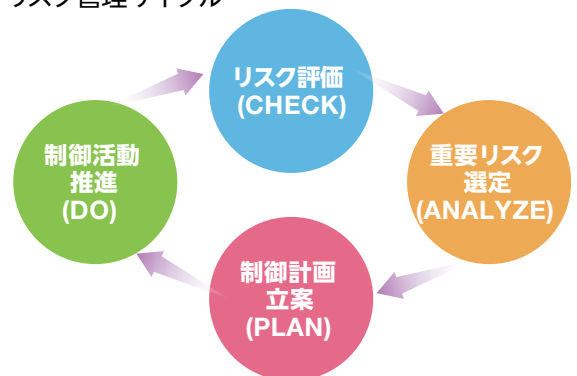 リスク管理サイクル
リスク評価
(CHECK)
重要リスク
選定
(ANALYZE)
制御計画
立案
(PLAN)
制御活動
推進
(DO)